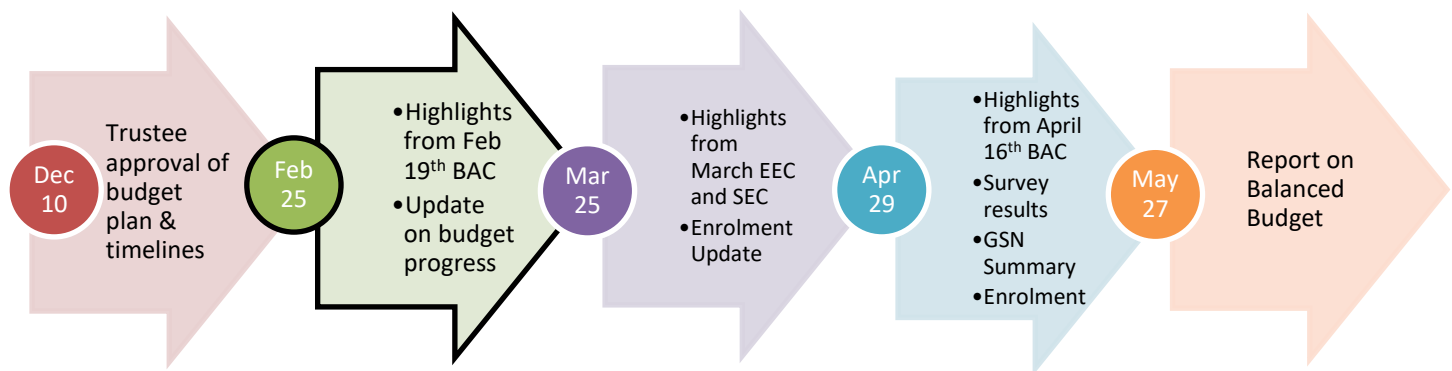 Dec
10
Trustee
approval of
budget
plan &
timelines
Feb
25
•Highlights
from Feb
19th BAC
•Update
on budget
progress
Mar
25
•Highlights
from
March EEC
and SEC
•Enrolment
Update
Apr
29
•Highlights
from April
16th BAC
•Survey
results
•GSN
Summary
•Enrolment
May
27
Report on
Balanced
Budget